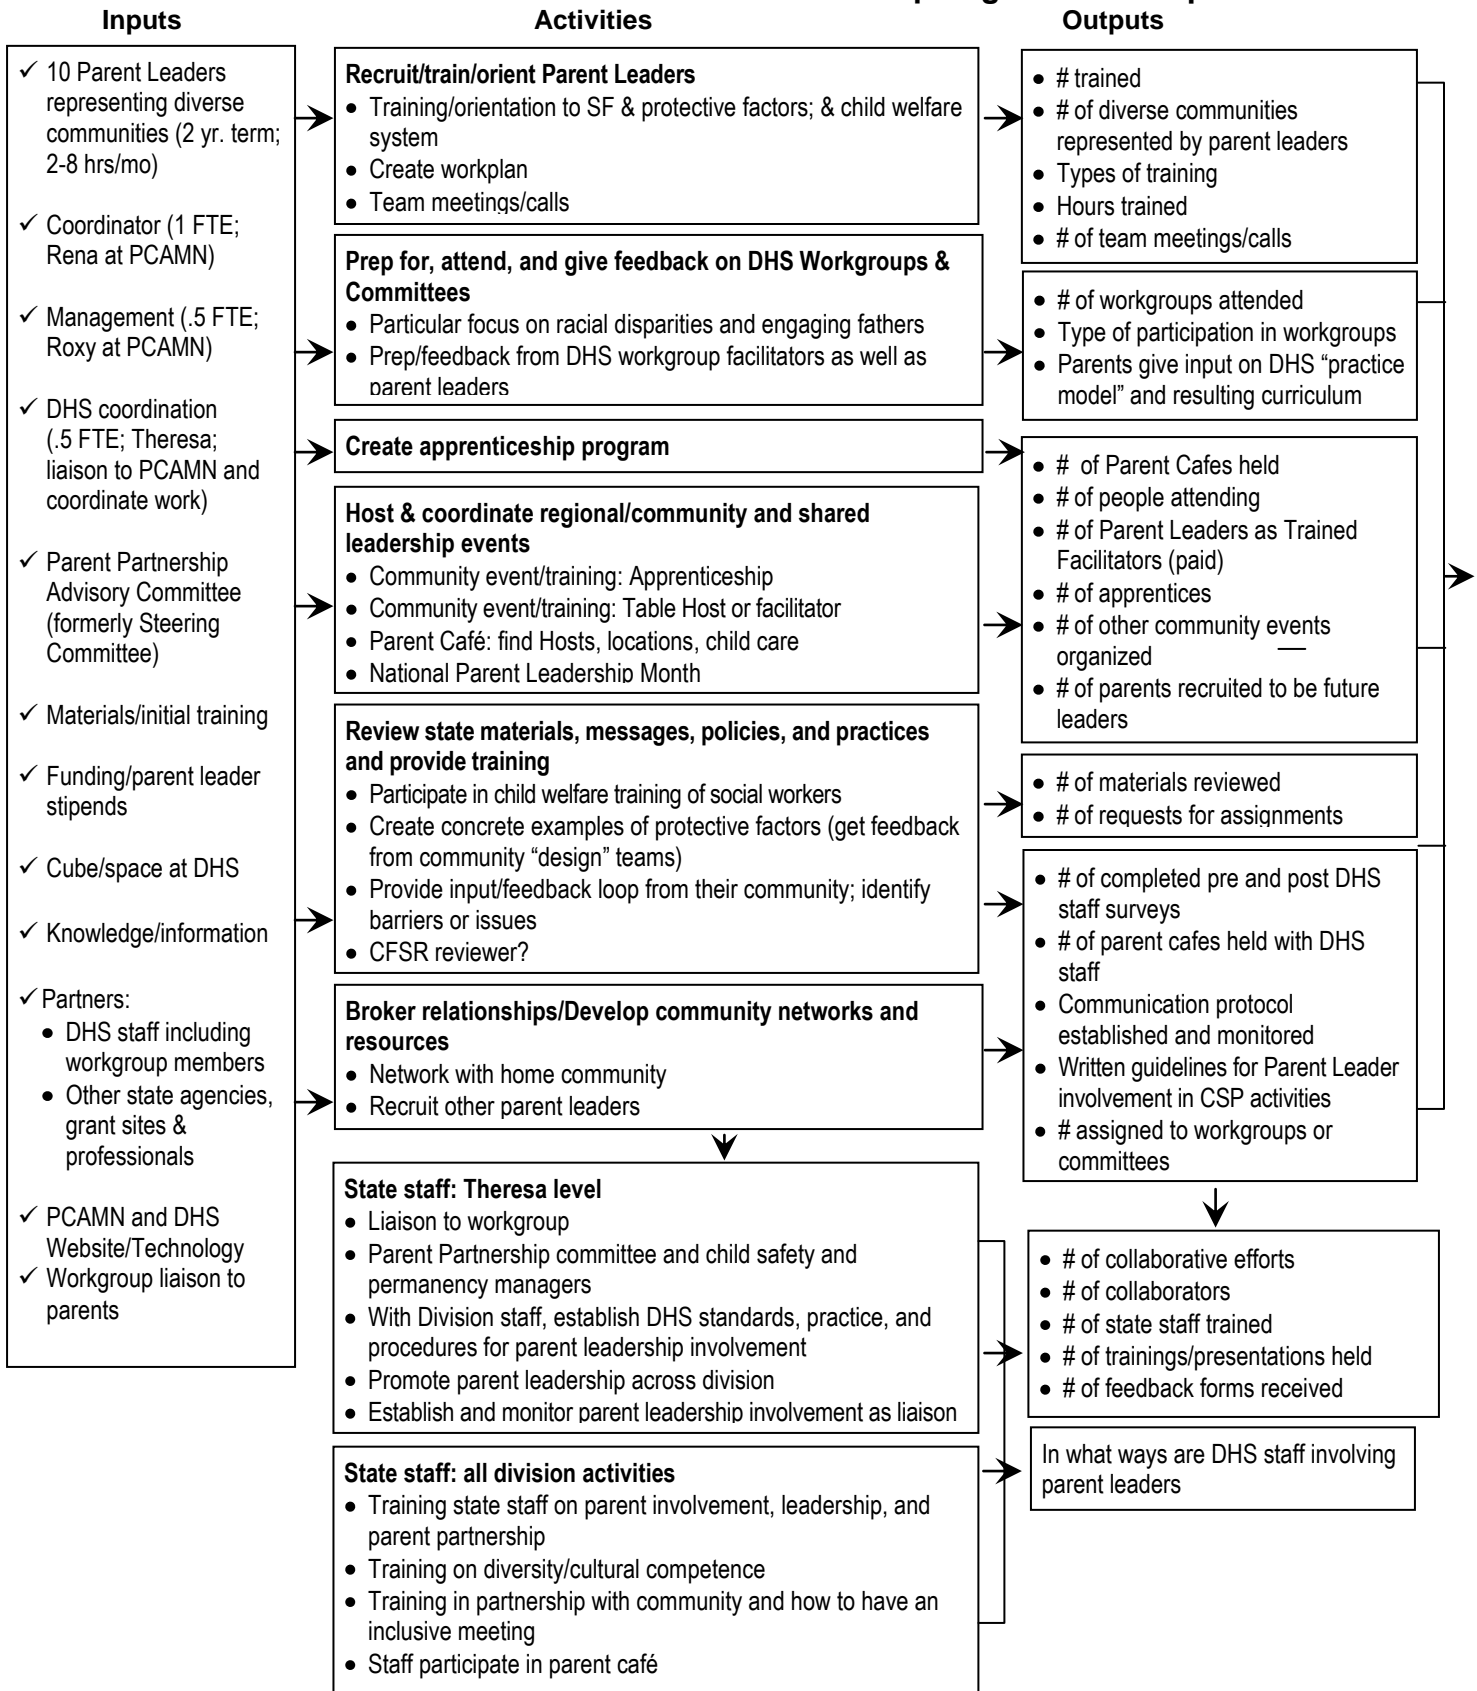 Inputs
Activities
Outputs
✓ 10 Parent Leaders
representing diverse
communities (2 yr. term;
2-8 hrs/mo)
✓ Coordinator (1 FTE;
Rena at PCAMN)
✓ Management (.5 FTE;
Roxy at PCAMN)
✓ DHS coordination
(.5 FTE; Theresa;
liaison to PCAMN and
coordinate work)
✓ Parent Partnership
Advisory Committee
(formerly Steering
Committee)
✓ Materials/initial training
✓ Funding/parent leader
stipends
✓ Cube/space at DHS
✓ Knowledge/information
✓ Partners:
• DHS staff including
workgroup members
• Other state agencies,
grant sites &
professionals
✓ PCAMN and DHS
Website/Technology
✓ Workgroup liaison to
parents
Recruit/train/orient Parent Leaders
• Training/orientation to SF & protective factors; & child welfare
system
• Create workplan
• Team meetings/calls
Prep for, attend, and give feedback on DHS Workgroups &
Committees
• Particular focus on racial disparities and engaging fathers
• Prep/feedback from DHS workgroup facilitators as well as
parent leaders
Create apprenticeship program
Host & coordinate regional/community and shared
leadership events
• Community event/training: Apprenticeship
• Community event/training: Table Host or facilitator
• Parent Café: find Hosts, locations, child care
• National Parent Leadership Month
Review state materials, messages, policies, and practices
and provide training
• Participate in child welfare training of social workers
• Create concrete examples of protective factors (get feedback
from community “design” teams)
• Provide input/feedback loop from their community; identify
barriers or issues
• CFSR reviewer?
Broker relationships/Develop community networks and
resources
• Network with home community
• Recruit other parent leaders
State staff: Theresa level
• Liaison to workgroup
• Parent Partnership committee and child safety and
permanency managers
• With Division staff, establish DHS standards, practice, and
procedures for parent leadership involvement
• Promote parent leadership across division
• Establish and monitor parent leadership involvement as liaison
State staff: all division activities
• Training state staff on parent involvement, leadership, and
parent partnership
• Training on diversity/cultural competence
• Training in partnership with community and how to have an
inclusive meeting
• Staff participate in parent café
• # trained
• # of diverse communities
represented by parent leaders
• Types of training
• Hours trained
• # of team meetings/calls
• # of workgroups attended
• Type of participation in workgroups
• Parents give input on DHS “practice
model” and resulting curriculum
• # of Parent Cafes held
• # of people attending
• # of Parent Leaders as Trained
Facilitators (paid)
• # of apprentices
• # of other community events
organized
• # of parents recruited to be future
leaders
• # of materials reviewed
• # of requests for assignments
• # of completed pre and post DHS
staff surveys
• # of parent cafes held with DHS
staff
• Communication protocol
established and monitored
• Written guidelines for Parent Leader
involvement in CSP activities
• # assigned to workgroups or
committees
• # of collaborative efforts
• # of collaborators
• # of state staff trained
• # of trainings/presentations held
• # of feedback forms received
In what ways are DHS staff involving
parent leaders